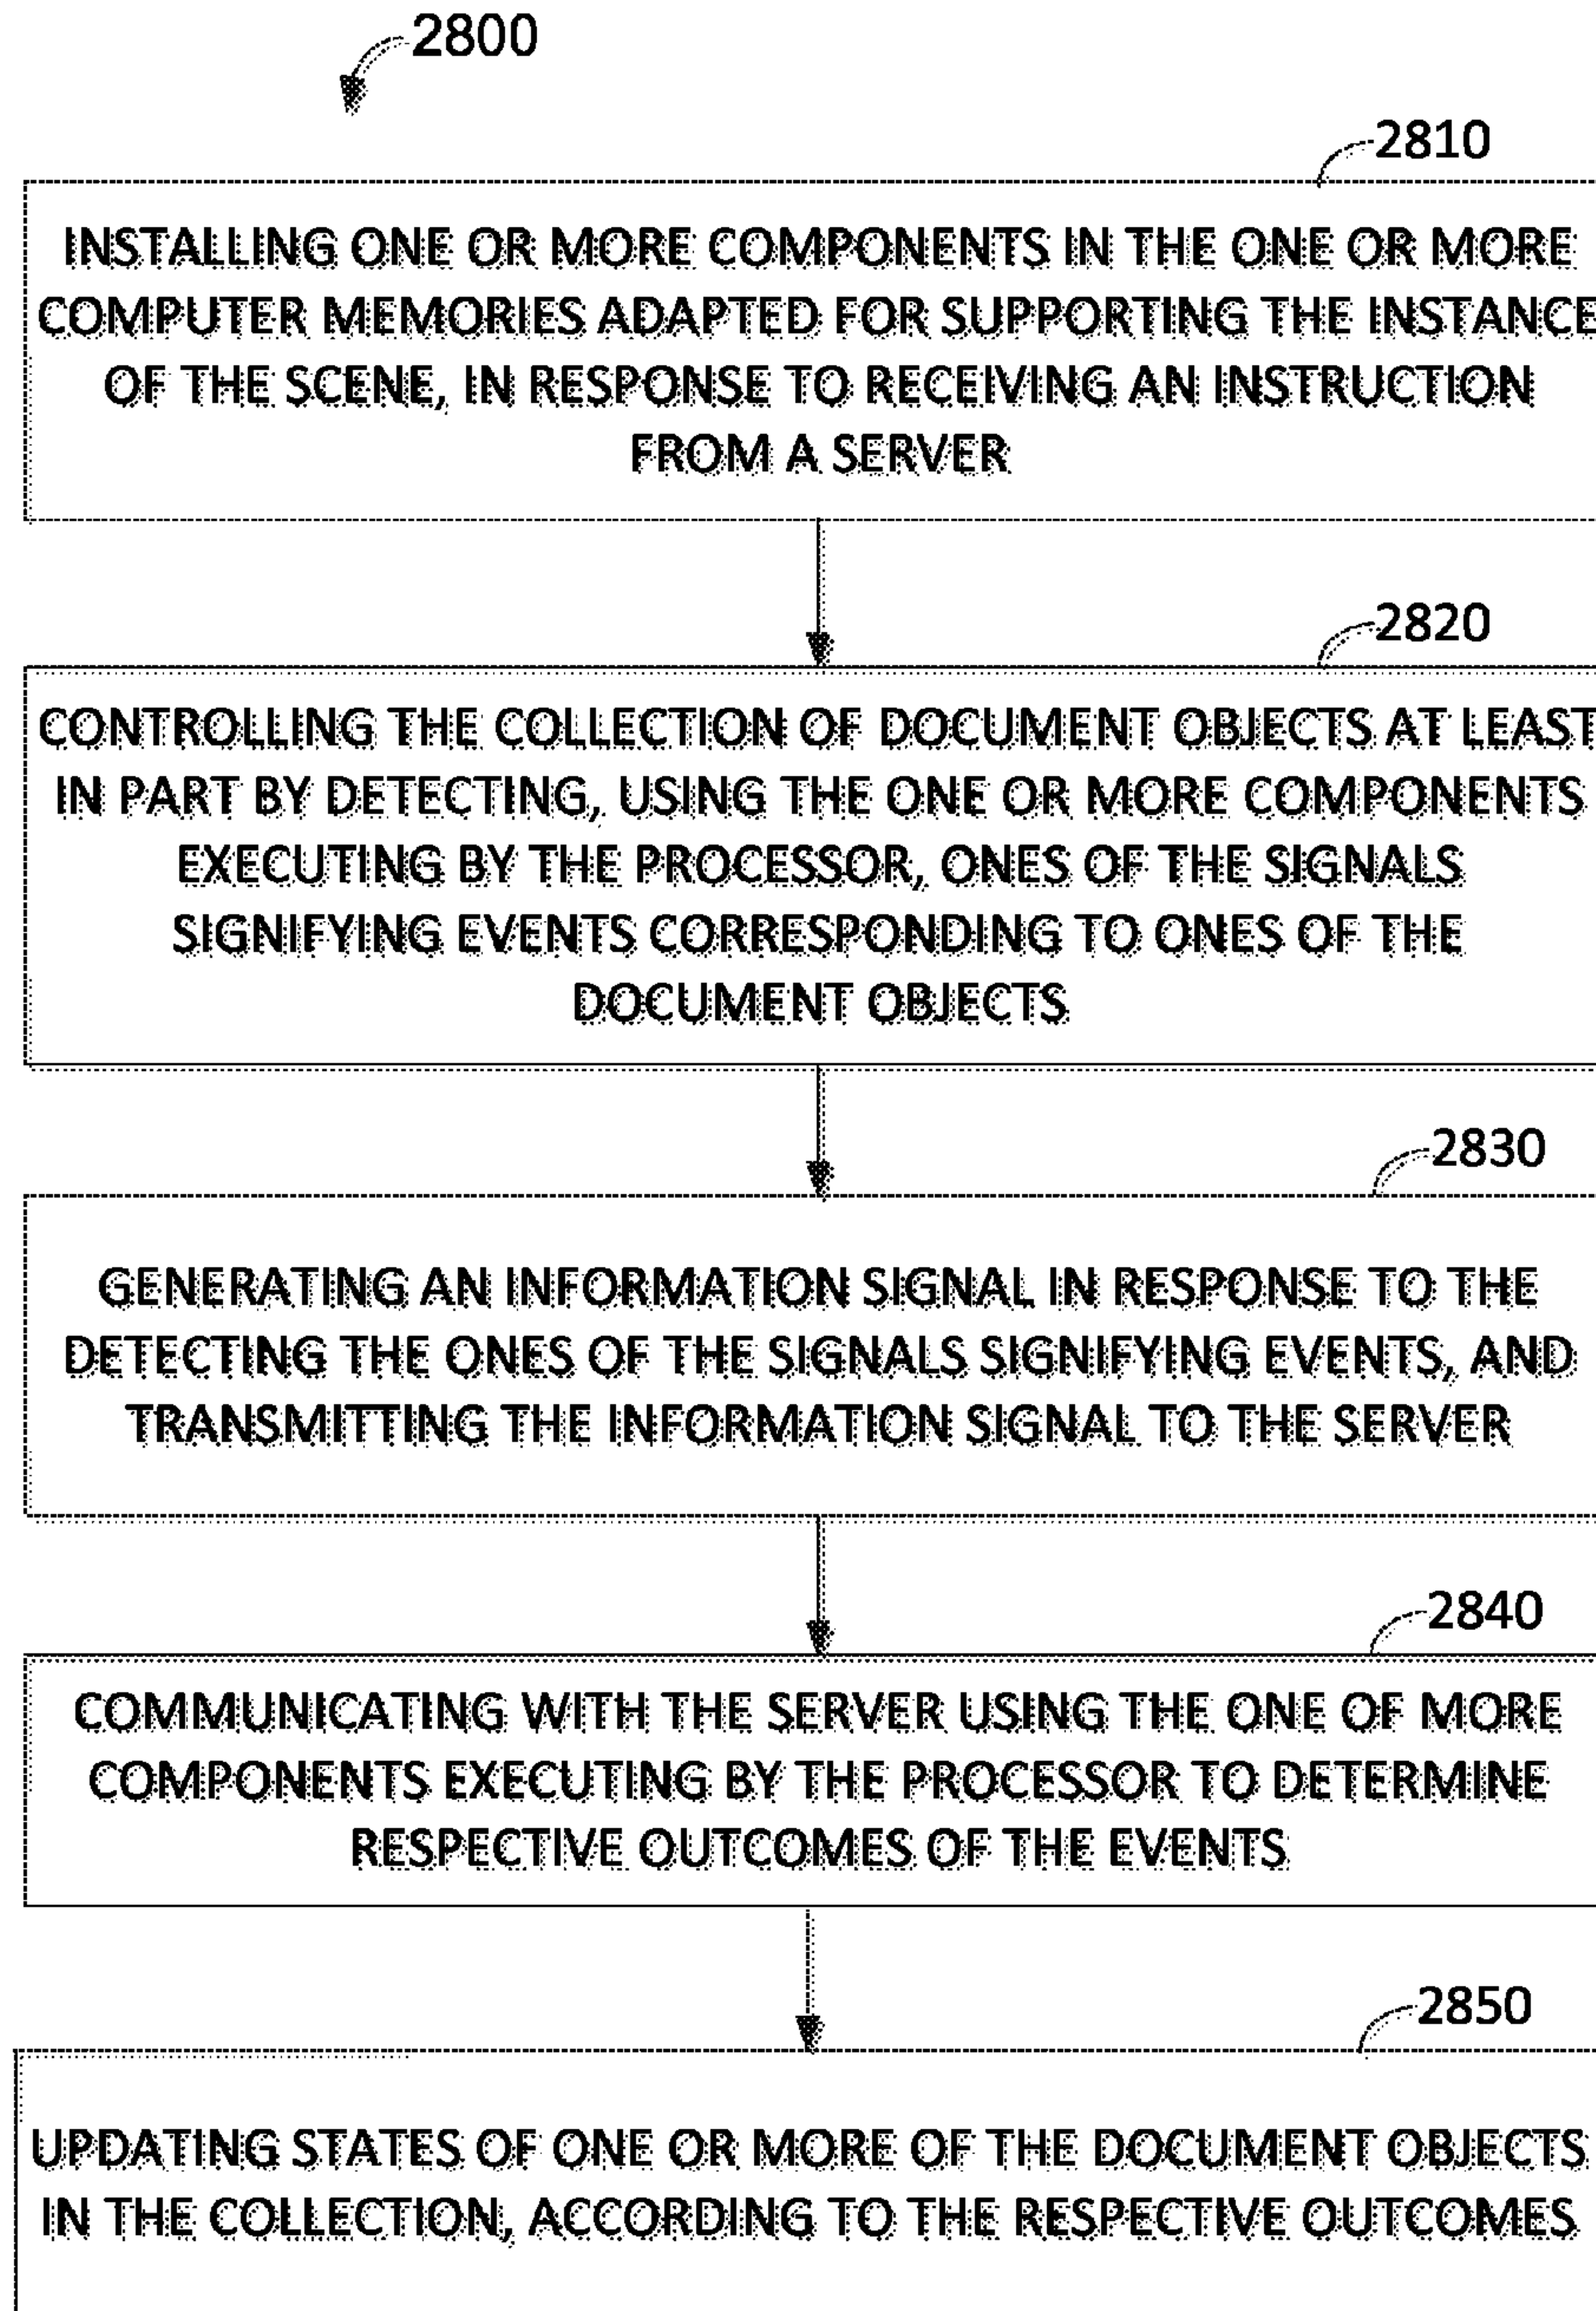 2800
2810
INSTALLING ONE OR MORE COMPONENTS IN THE ONE OR MORE
COMPUTER MEMORIES ADAPTED FOR SUPPORTING THE INSTANCE
OF THE SCENE, IN RESPONSE TO RECEIVING AN INSTRUCTION
FROM A SERVER
2820
CONTROLLING THE COLLECTION OF DOCUMENT OBJECTS AT LEAST
IN PART BY DETECTING, USING THE ONE OR MORE COMPONENTS
EXECUTING BY THE PROCESSOR, ONES OF THE SIGNALS
SIGNIFYING EVENTS CORRESPONDING TO ONES OF THE
DOCUMENT OBJECTS
2830
GENERATING AN INFORMATION SIGNAL IN RESPONSE TO THE
DETECTING THE ONES OF THE SIGNALS SIGNIFYING EVENTS, AND
TRANSMITTING THE INFORMATION SIGNAL TO THE SERVER
2840
COMMUNICATING WITH THE SERVER USING THE ONE OF MORE
COMPONENTS EXECUTING BY THE PROCESSOR TO DETERMINE
RESPECTIVE OUTCOMES OF THE EVENTS
2850
UPDATING STATES OF ONE OR MORE OF THE DOCUMENT OBJECTS
IN THE COLLECTION, ACCORDING TO THE RESPECTIVE OUTCOMES